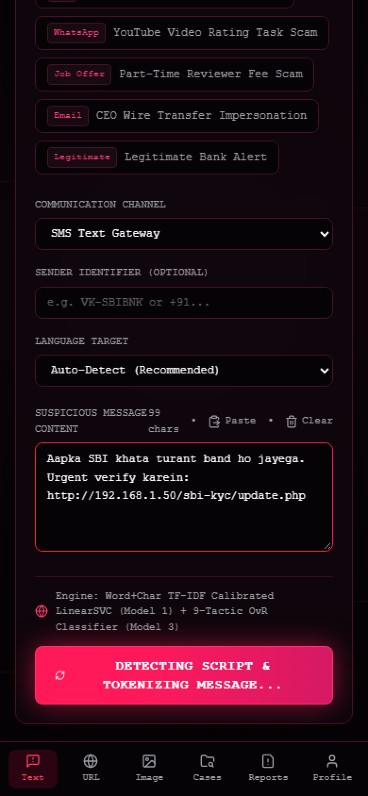 WhatsApp YouTube Video Rating Task Scam
Job Offer Part-Time Reviewer Fee Scam
Email CEO Wire Transfer Impersonation
Legitimate Legitimate Bank Alert
COMMUNICATION CHANNEL
SMS Text Gateway
SENDER IDENTIFIER (OPTIONAL)
e.g. VK-SBIBNK or +91...
LANGUAGE TARGET
Auto-Detect (Recommended)
SUSPICIOUS MESSAGE CONTENT
99 chars • Paste • Clear
Aapka SBI khata turant band ho jayega.
Urgent verify karein:
http://192.168.1.50/sbi-kyc/update.php
Engine: Word+Char TF-IDF Calibrated
LinearSVC (Model 1) + 9-Tactic OvR
Classifier (Model 3)
DETECTING SCRIPT &
TOKENIZING MESSAGE...
Text URL Image Cases Reports Profile